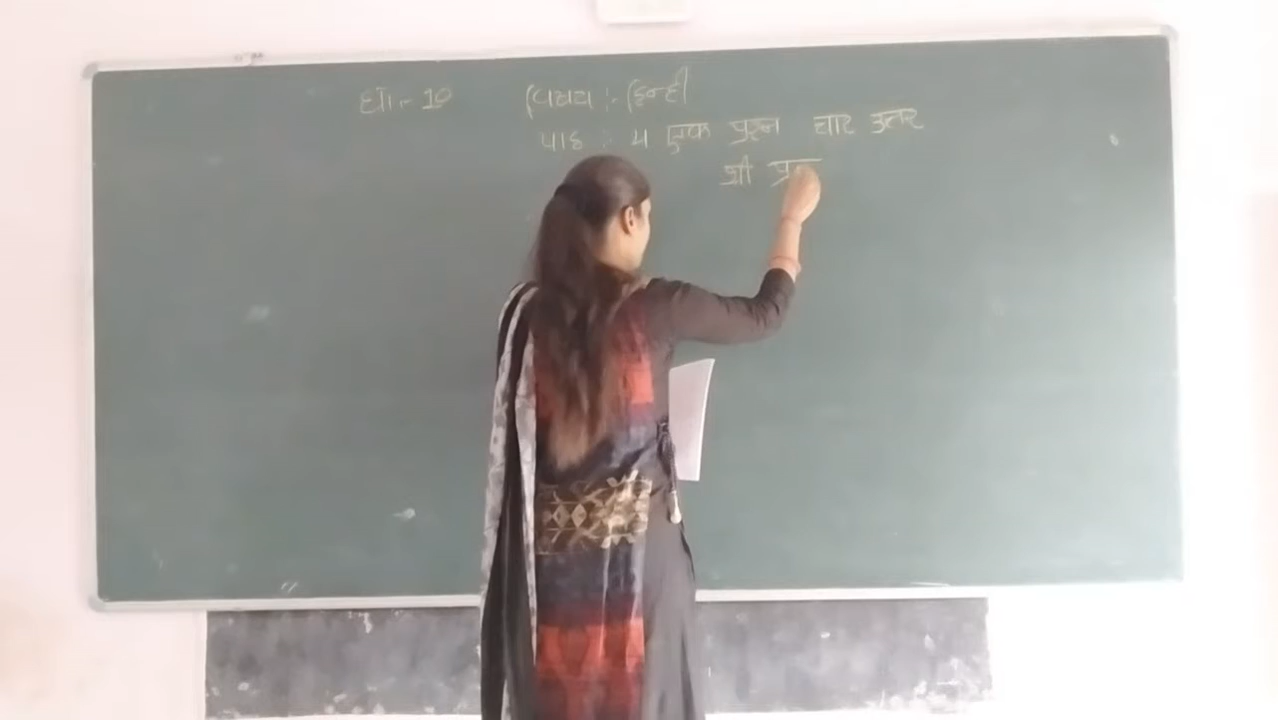 धो.- 10 विषय :- हिन्दी
पाठ :- 4 एक प्रश्न चार उत्तर
श्री